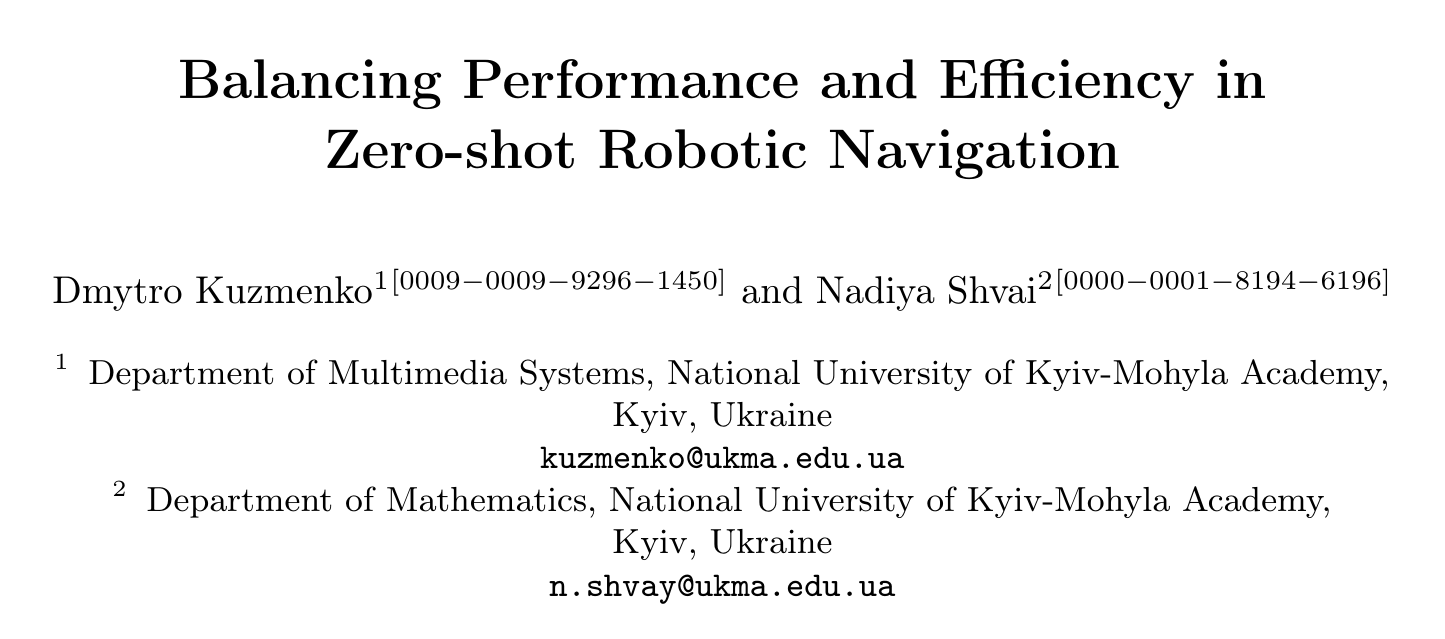 Balancing Performance and Efficiency in
Zero-shot Robotic Navigation
Dmytro Kuzmenko1[0009−0009−9296−1450] and Nadiya Shvai2[0000−0001−8194−6196]
1 Department of Multimedia Systems, National University of Kyiv-Mohyla Academy,
Kyiv, Ukraine
kuzmenko@ukma.edu.ua
2 Department of Mathematics, National University of Kyiv-Mohyla Academy,
Kyiv, Ukraine
n.shvay@ukma.edu.ua